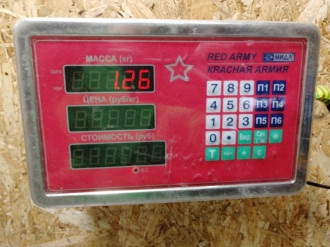 МАССА (кг)
1.26
ЦЕНА (руб/кг)
СТОИМОСТЬ (руб)
RED ARMY МИДЛ
КРАСНАЯ АРМИЯ
7 8 9 П1 П2
4 5 6 П3 П4
1 2 3 П5 П6
0
T C